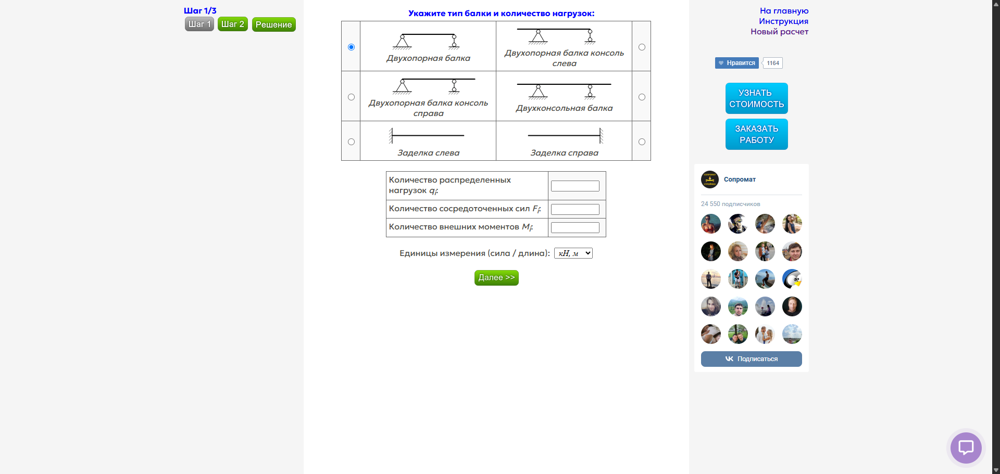 Шаг 1/3
Шаг 1
Шаг 2
Решение
Укажите тип балки и количество нагрузок:
Двухопорная балка
Двухопорная балка консоль
слева
Двухопорная балка консоль
справа
Двухконсольная балка
Заделка слева
Заделка справа
Количество распределенных
нагрузок qi:
Количество сосредоточенных сил Fi:
Количество внешних моментов Mi:
Единицы измерения (сила / длина): кН, м
Далее >>
На главную
Инструкция
Новый расчет
Нравится 1164
УЗНАТЬ
СТОИМОСТЬ
ЗАКАЗАТЬ
РАБОТУ
Сопромат
24 550 подписчиков
Подписаться